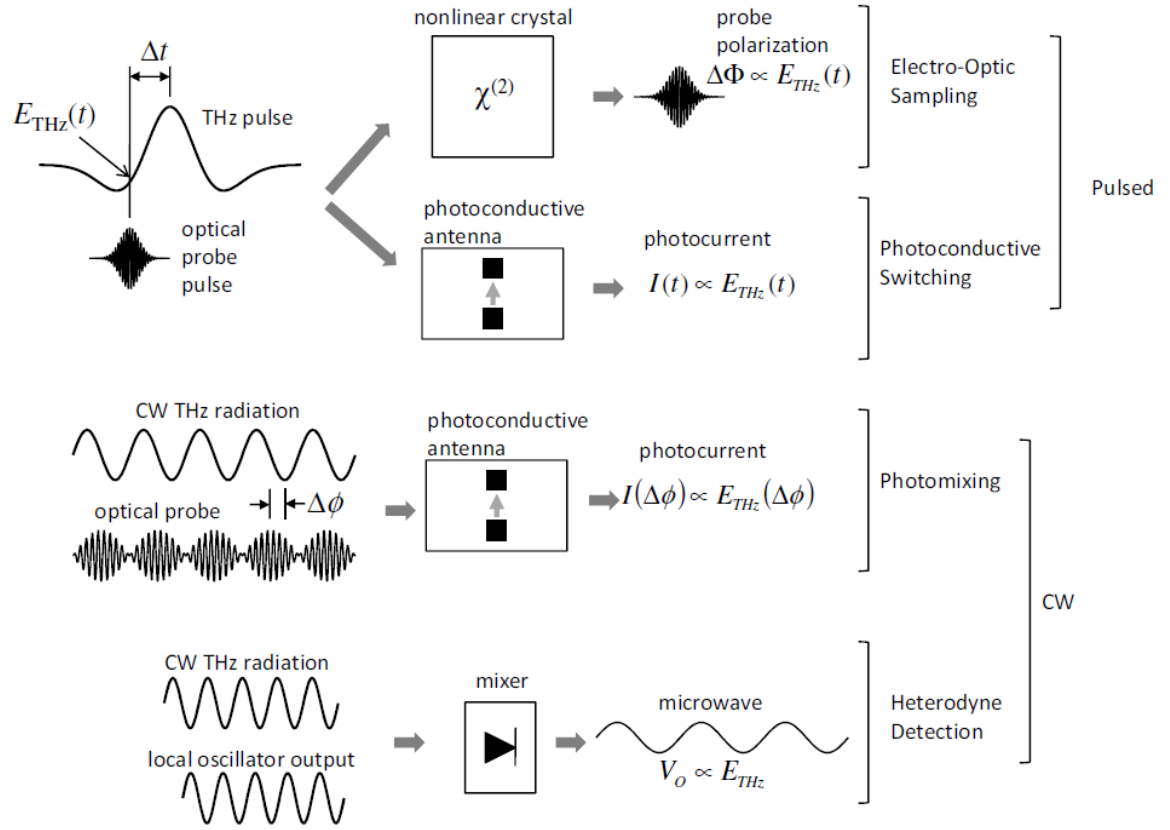 nonlinear crystal
χ(2)
probe
polarization
ΔΦ ∝ E_THz(t)
Electro-Optic
Sampling
Δt
E_THz(t)
THz pulse
optical
probe
pulse
photoconductive
antenna
photocurrent
I(t) ∝ E_THz(t)
Photoconductive
Switching
Pulsed
CW THz radiation
optical probe
Δϕ
photoconductive
antenna
photocurrent
I(Δϕ) ∝ E_THz(Δϕ)
Photomixing
CW
CW THz radiation
local oscillator output
mixer
microwave
V_O ∝ E_THz
Heterodyne
Detection